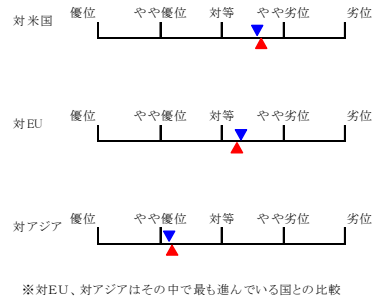 対米国 優位 やや優位 対等 やや劣位 劣位
対EU 優位 やや優位 対等 やや劣位 劣位
対アジア 優位 やや優位 対等 やや劣位 劣位
※対EU、対アジアはその中で最も進んでいる国との比較